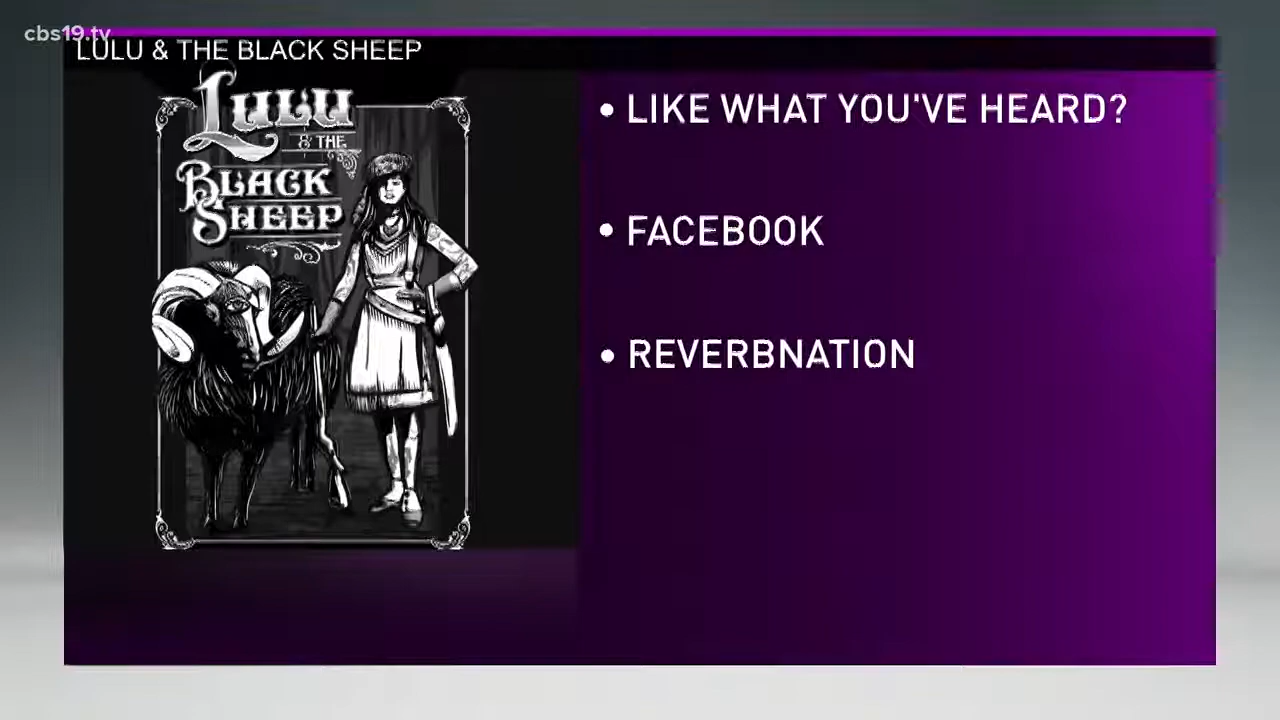 cbs19.tv
LULU & THE BLACK SHEEP
LULU
& THE
BLACK
SHEEP
• LIKE WHAT YOU'VE HEARD?
• FACEBOOK
• REVERBNATION